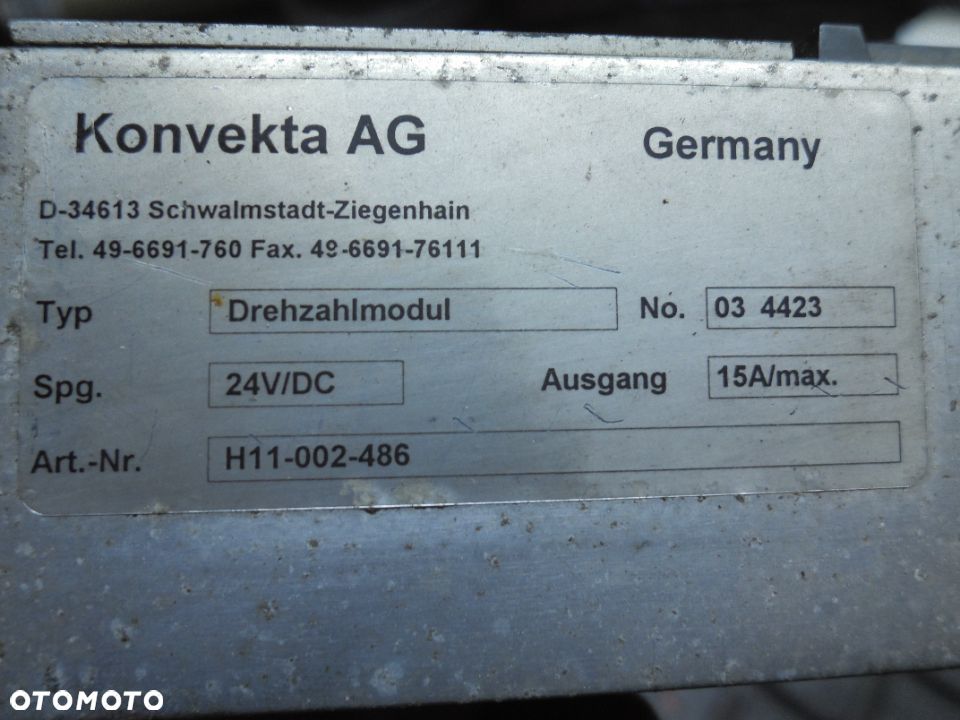 Konvekta AG Germany
D-34613 Schwalmstadt-Ziegenhain
Tel. 49-6691-760 Fax. 49-6691-76111
Typ Drehzahlmodul No. 03 4423
Spg. 24V/DC Ausgang 15A/max.
Art.-Nr. H11-002-486
OTOMOTO